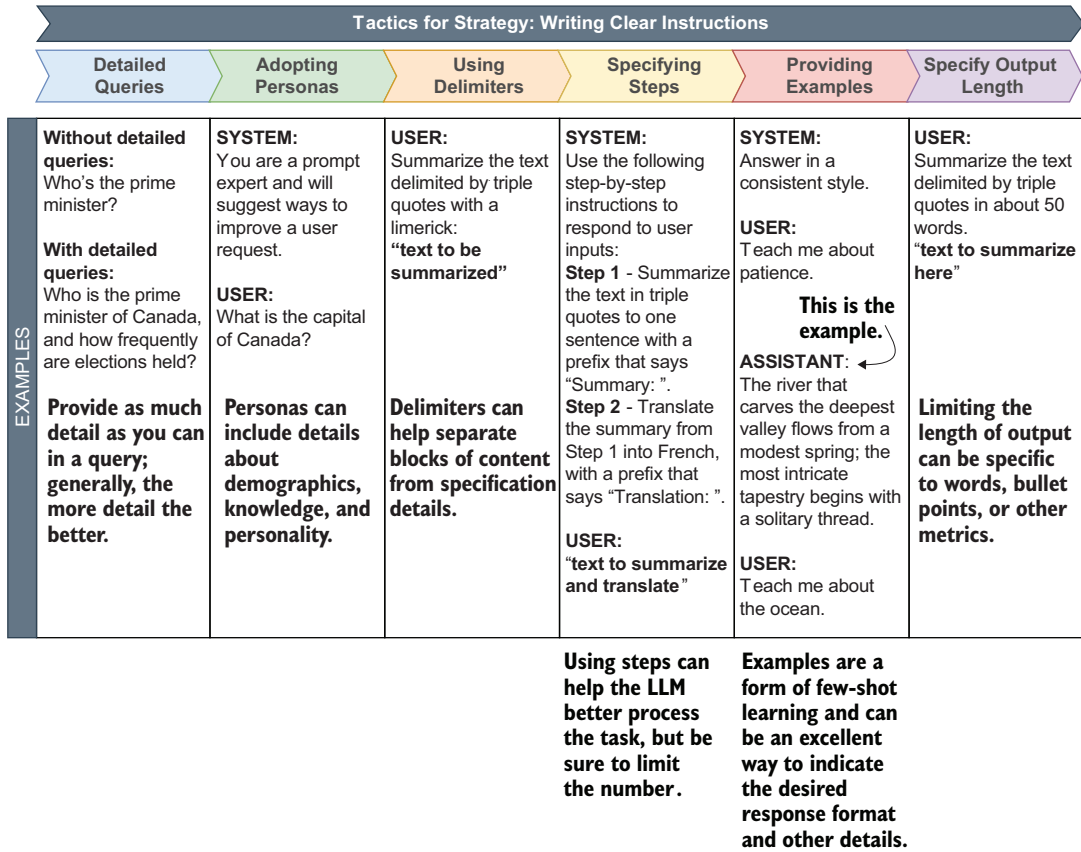 Tactics for Strategy: Writing Clear Instructions
Detailed
Queries
Adopting
Personas
Using
Delimiters
Specifying
Steps
Providing
Examples
Specify Output
Length
EXAMPLES
Without detailed
queries:
Who's the prime
minister?
With detailed
queries:
Who is the prime
minister of Canada,
and how frequently
are elections held?
Provide as much
detail as you can
in a query;
generally, the
more detail the
better.
SYSTEM:
You are a prompt
expert and will
suggest ways to
improve a user
request.
USER:
What is the capital
of Canada?
Personas can
include details
about
demographics,
knowledge, and
personality.
USER:
Summarize the text
delimited by triple
quotes with a
limerick:
“text to be
summarized”
Delimiters can
help separate
blocks of content
from specification
details.
SYSTEM:
Use the following
step-by-step
instructions to
respond to user
inputs:
Step 1 - Summarize
the text in triple
quotes to one
sentence with a
prefix that says
“Summary: ”.
Step 2 - Translate
the summary from
Step 1 into French,
with a prefix that
says “Translation: ”.
USER:
“text to summarize
and translate”
Using steps can
help the LLM
better process
the task, but be
sure to limit
the number.
SYSTEM:
Answer in a
consistent style.
USER:
Teach me about
patience.
This is the
example.
ASSISTANT:
The river that
carves the deepest
valley flows from a
modest spring; the
most intricate
tapestry begins with
a solitary thread.
USER:
Teach me about
the ocean.
Examples are a
form of few-shot
learning and can
be an excellent
way to indicate
the desired
response format
and other details.
USER:
Summarize the text
delimited by triple
quotes in about 50
words.
“text to summarize
here”
Limiting the
length of output
can be specific
to words, bullet
points, or other
metrics.